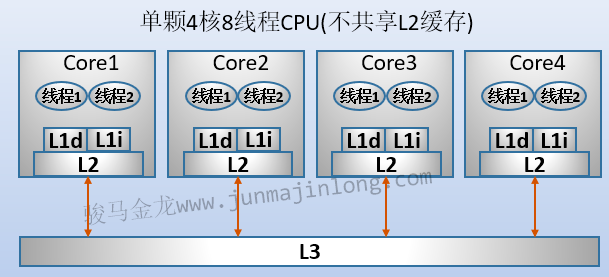 单颗4核8线程CPU(不共享L2缓存)
Core1 Core2 Core3 Core4
线程1 线程2 线程1 线程2 线程1 线程2 线程1 线程2
L1d L1i L1d L1i L1d L1i L1d L1i
L2 L2 L2 L2
骏马金龙www.junmajinlong.com
L3